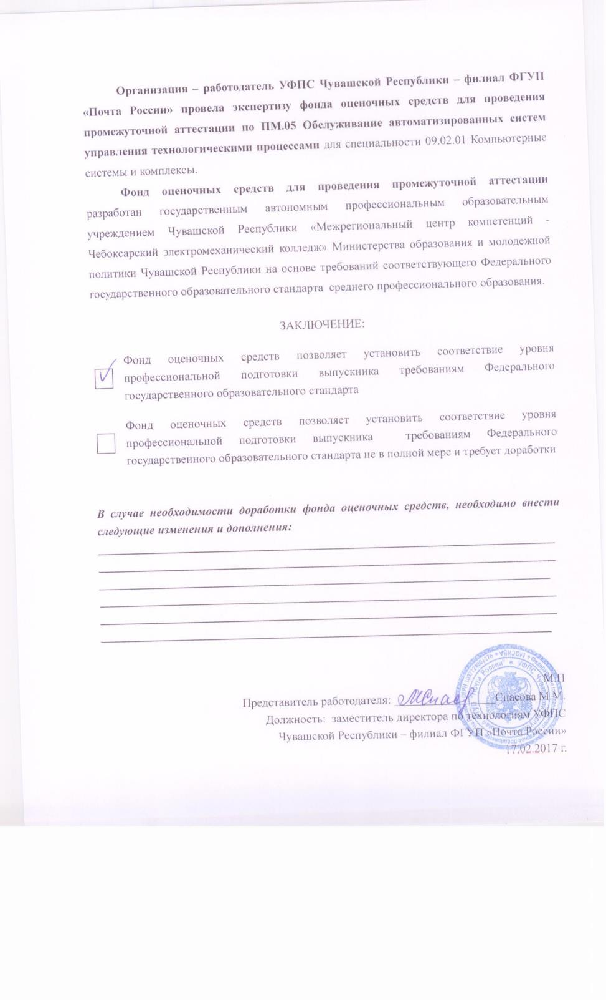 Организация – работодатель УФПС Чувашской Республики – филиал ФГУП
«Почта России» провела экспертизу фонда оценочных средств для проведения
промежуточной аттестации по ПМ.05 Обслуживание автоматизированных систем
управления технологическими процессами для специальности 09.02.01 Компьютерные
системы и комплексы.
Фонд оценочных средств для проведения промежуточной аттестации
разработан государственным автономным профессиональным образовательным
учреждением Чувашской Республики «Межрегиональный центр компетенций -
Чебоксарский электромеханический колледж» Министерства образования и молодежной
политики Чувашской Республики на основе требований соответствующего Федерального
государственного образовательного стандарта среднего профессионального образования.
ЗАКЛЮЧЕНИЕ:
Фонд оценочных средств позволяет установить соответствие уровня
профессиональной подготовки выпускника требованиям Федерального
государственного образовательного стандарта
Фонд оценочных средств позволяет установить соответствие уровня
профессиональной подготовки выпускника требованиям Федерального
государственного образовательного стандарта не в полной мере и требует доработки
В случае необходимости доработки фонда оценочных средств, необходимо внести
следующие изменения и дополнения:
М.П
Представитель работодателя: МСпас Спасова М.М.
Должность: заместитель директора по технологиям УФПС
Чувашской Республики – филиал ФГУП «Почта России»
17.02.2017 г.